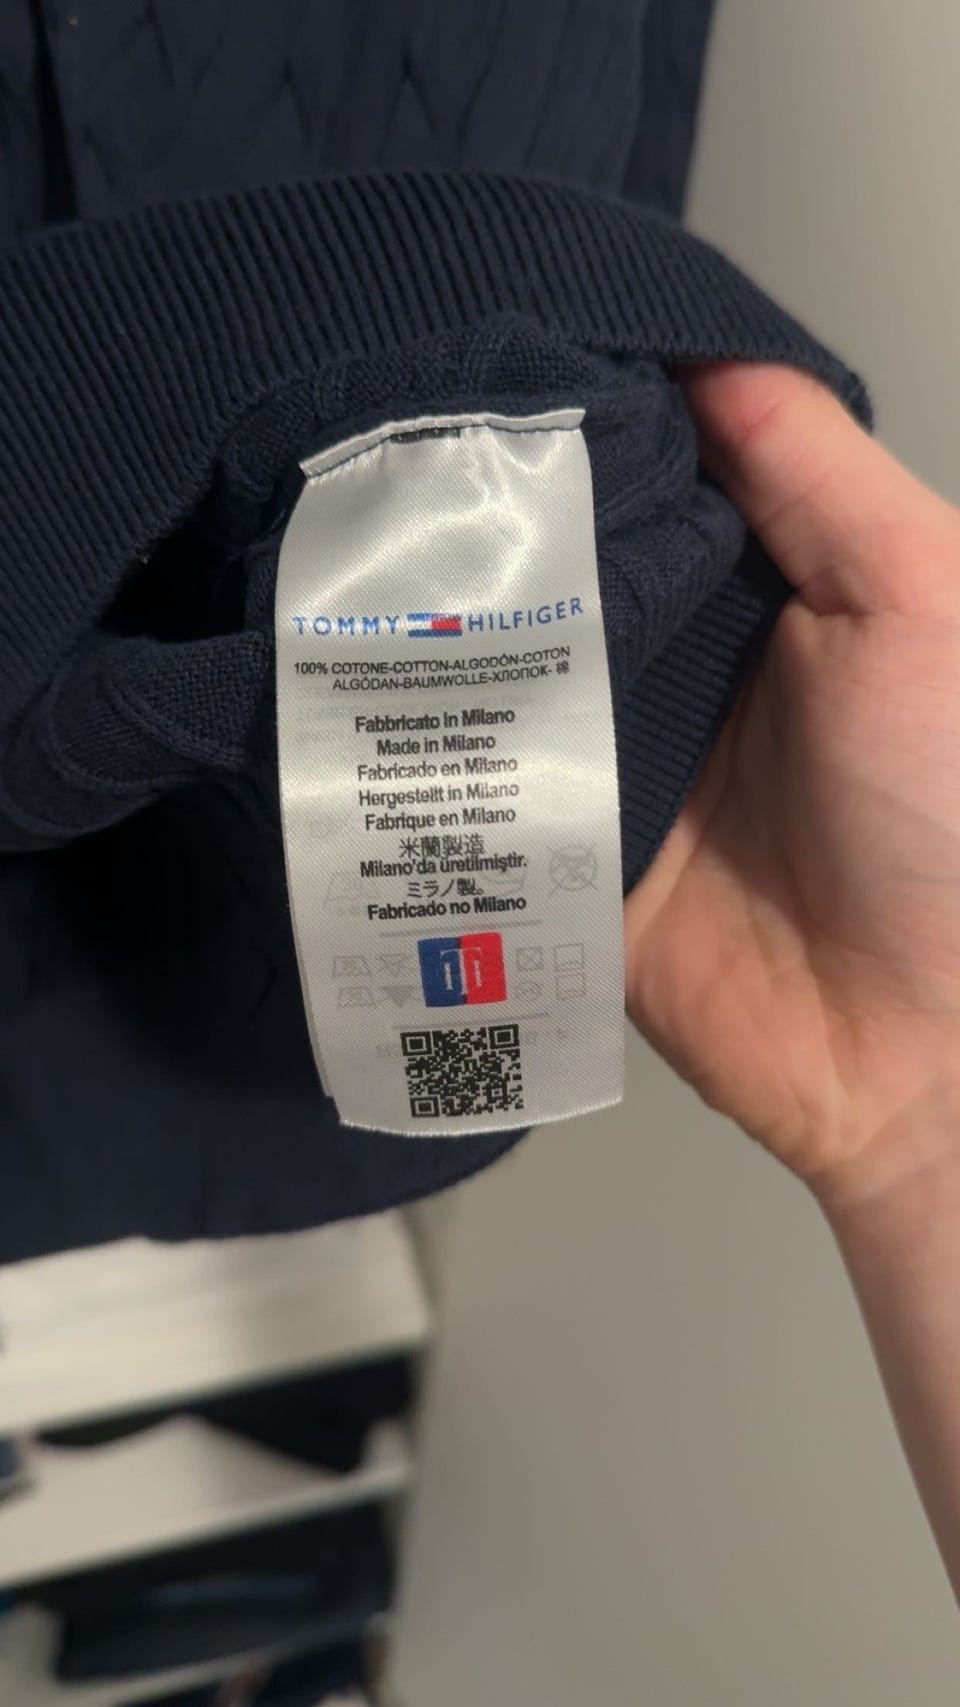 TOMMY HILFIGER
100% COTONE-COTTON-ALGODÓN-COTON
ALGÓDAN-BAUMWOLLE-ХЛОПОК- 棉
Fabbricato in Milano
Made in Milano
Fabricado en Milano
Hergestellt in Milano
Fabrique en Milano
米蘭製造
Milano'da üretilmiştir.
ミラノ製。
Fabricado no Milano